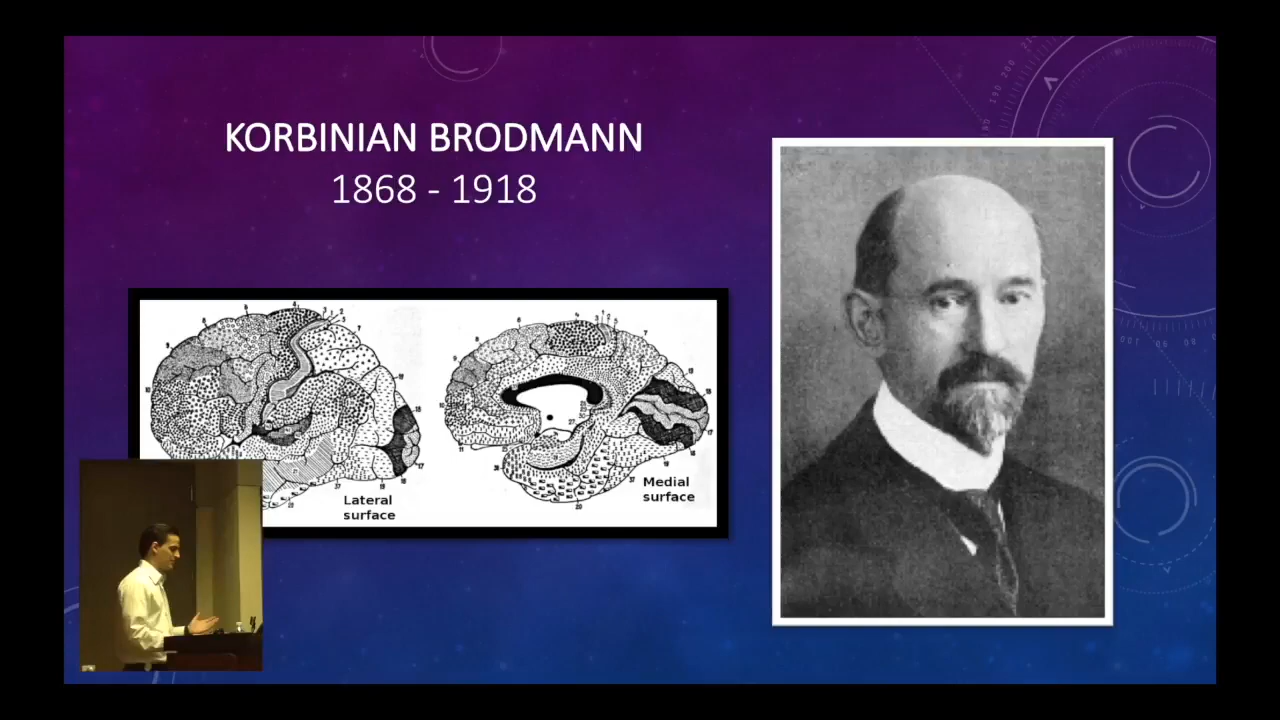 KORBINIAN BRODMANN
1868 - 1918
Lateral
surface
Medial
surface